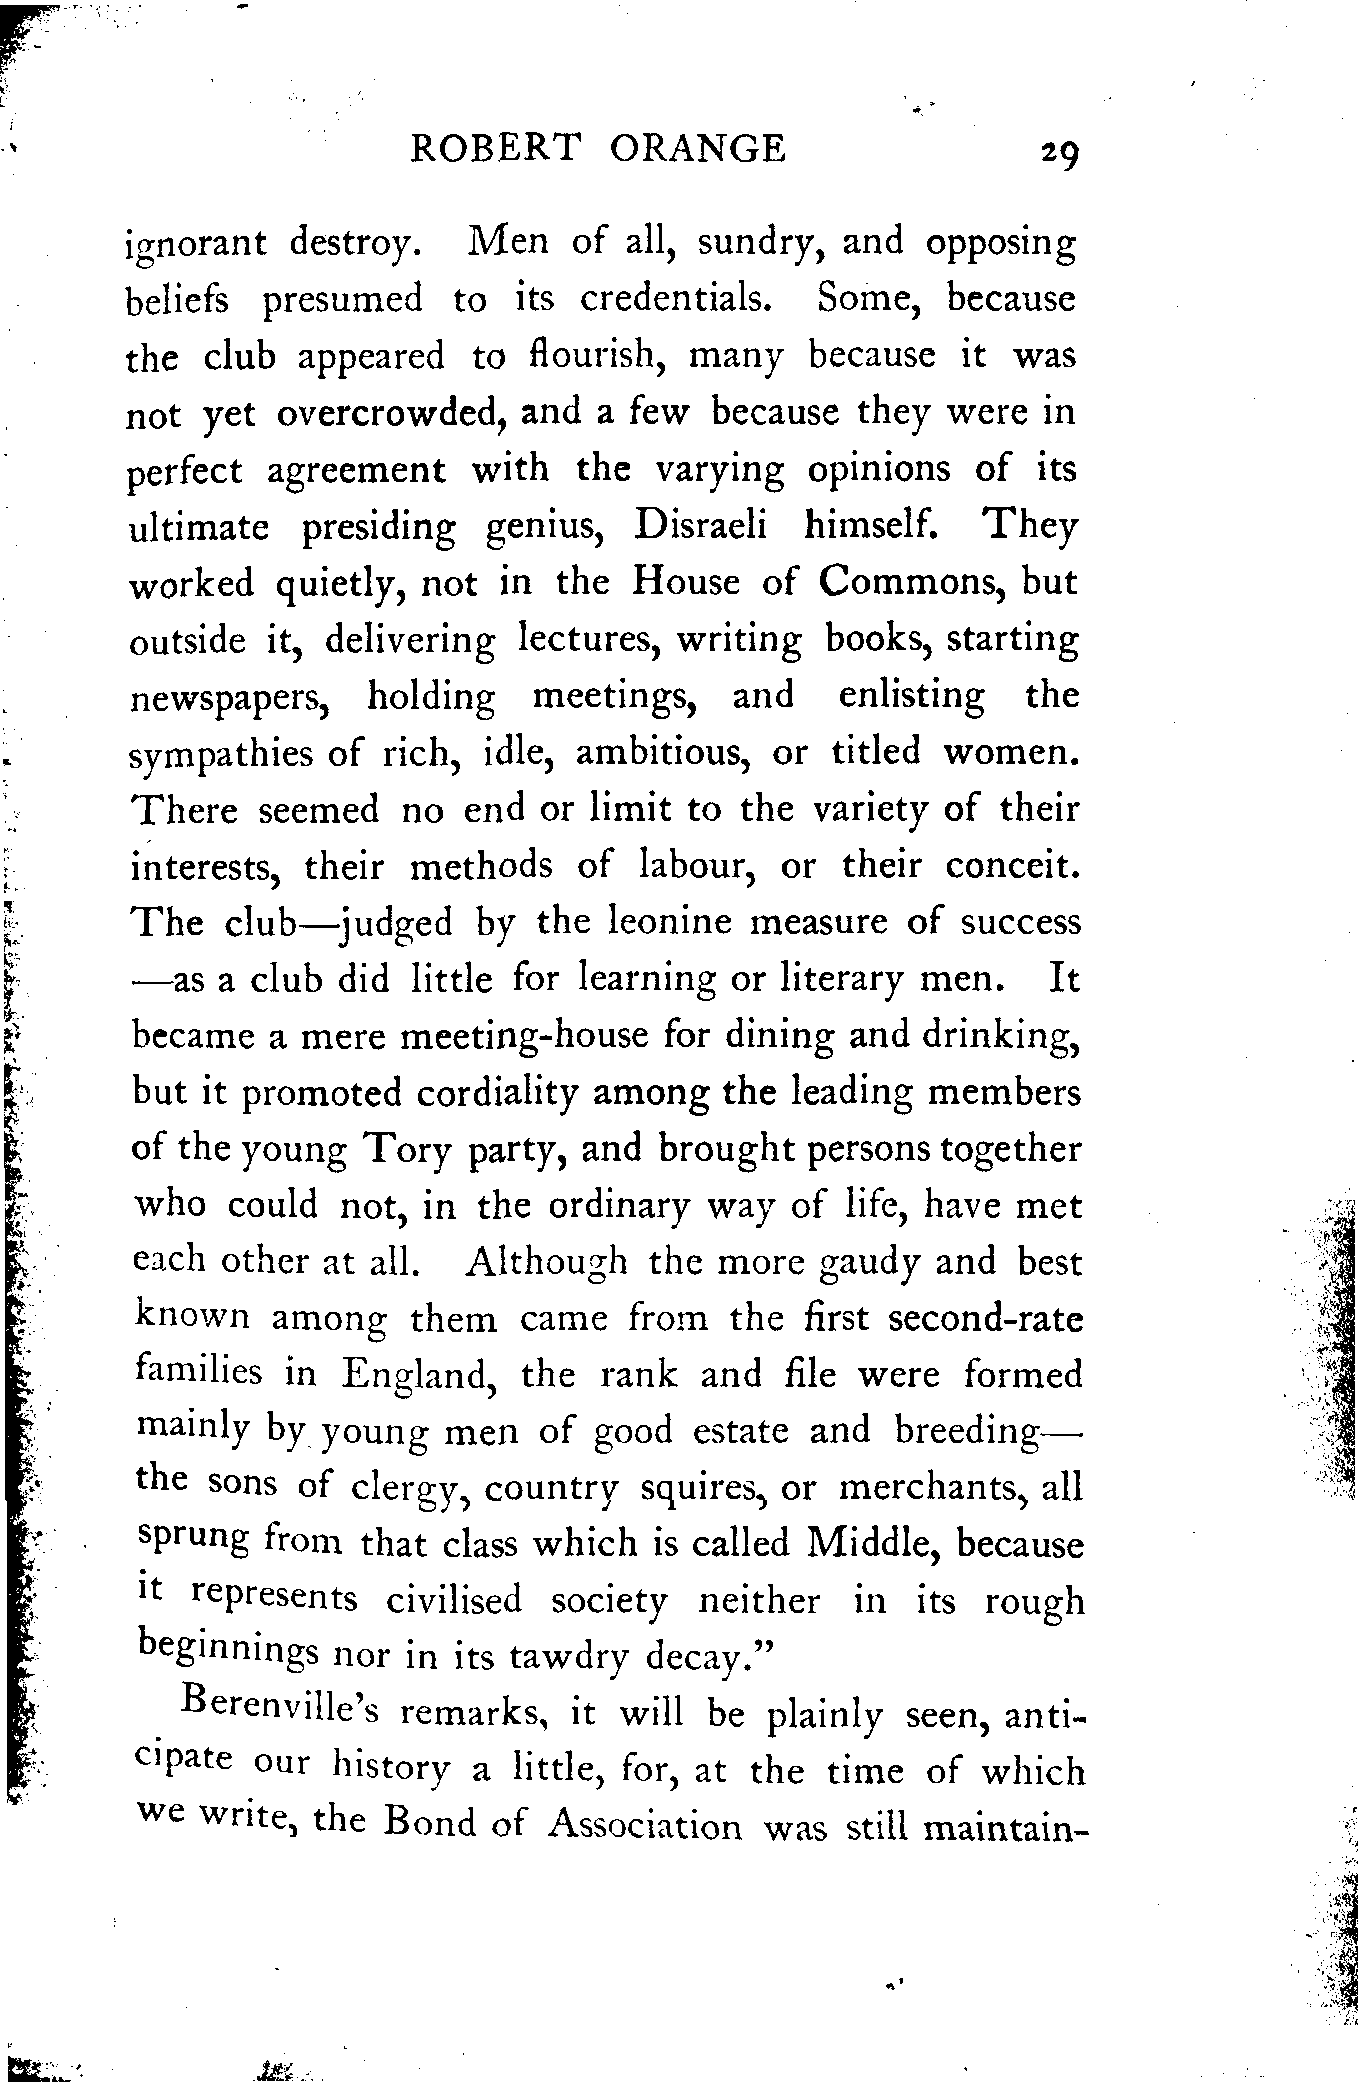 ROBERT ORANGE 29
ignorant destroy. Men of all, sundry, and opposing
beliefs presumed to its credentials. Some, because
the club appeared to flourish, many because it was
not yet overcrowded, and a few because they were in
perfect agreement with the varying opinions of its
ultimate presiding genius, Disraeli himself. They
worked quietly, not in the House of Commons, but
outside it, delivering lectures, writing books, starting
newspapers, holding meetings, and enlisting the
sympathies of rich, idle, ambitious, or titled women.
There seemed no end or limit to the variety of their
interests, their methods of labour, or their conceit.
The club—judged by the leonine measure of success
—as a club did little for learning or literary men. It
became a mere meeting-house for dining and drinking,
but it promoted cordiality among the leading members
of the young Tory party, and brought persons together
who could not, in the ordinary way of life, have met
each other at all. Although the more gaudy and best
known among them came from the first second-rate
families in England, the rank and file were formed
mainly by young men of good estate and breeding—
the sons of clergy, country squires, or merchants, all
sprung from that class which is called Middle, because
it represents civilised society neither in its rough
beginnings nor in its tawdry decay.”
Berenville’s remarks, it will be plainly seen, anti-
cipate our history a little, for, at the time of which
we write, the Bond of Association was still maintain-